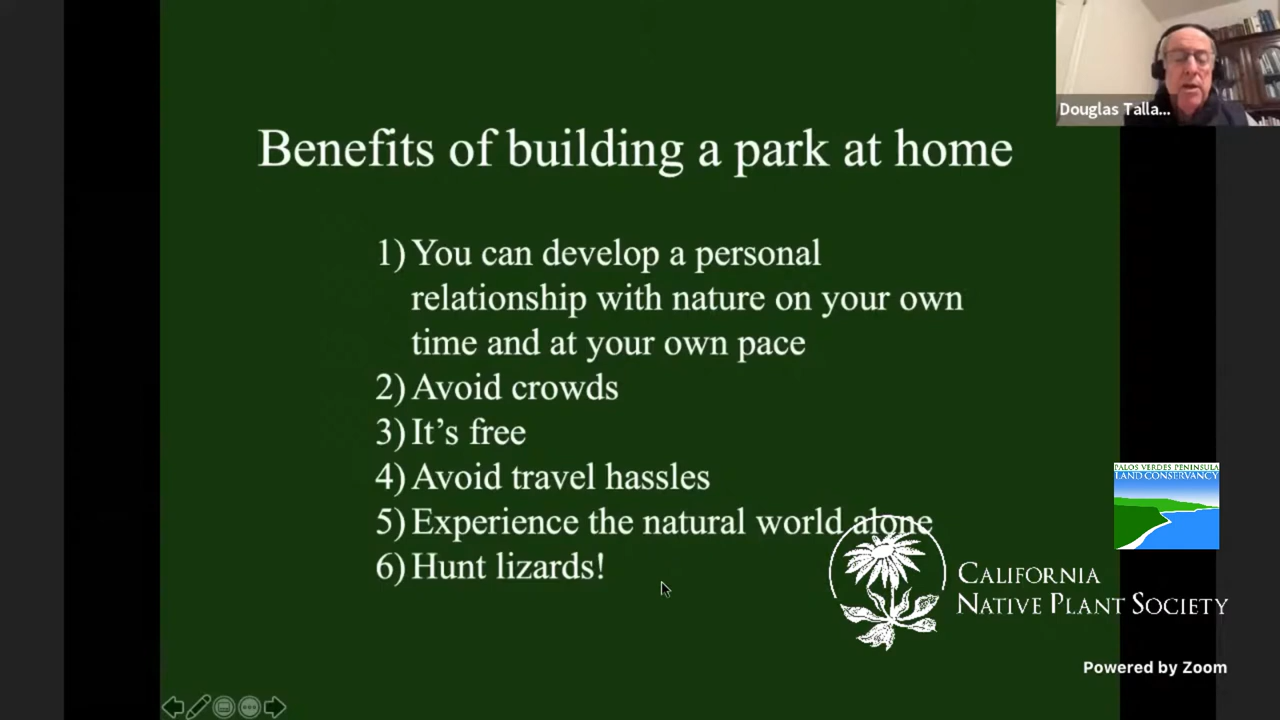 Douglas Talla...
Benefits of building a park at home
1) You can develop a personal
relationship with nature on your own
time and at your own pace
2) Avoid crowds
3) It’s free
4) Avoid travel hassles
5) Experience the natural world alone
6) Hunt lizards!
PALOS VERDES PENINSULA
LAND CONSERVANCY
CALIFORNIA
NATIVE PLANT SOCIETY
Powered by Zoom